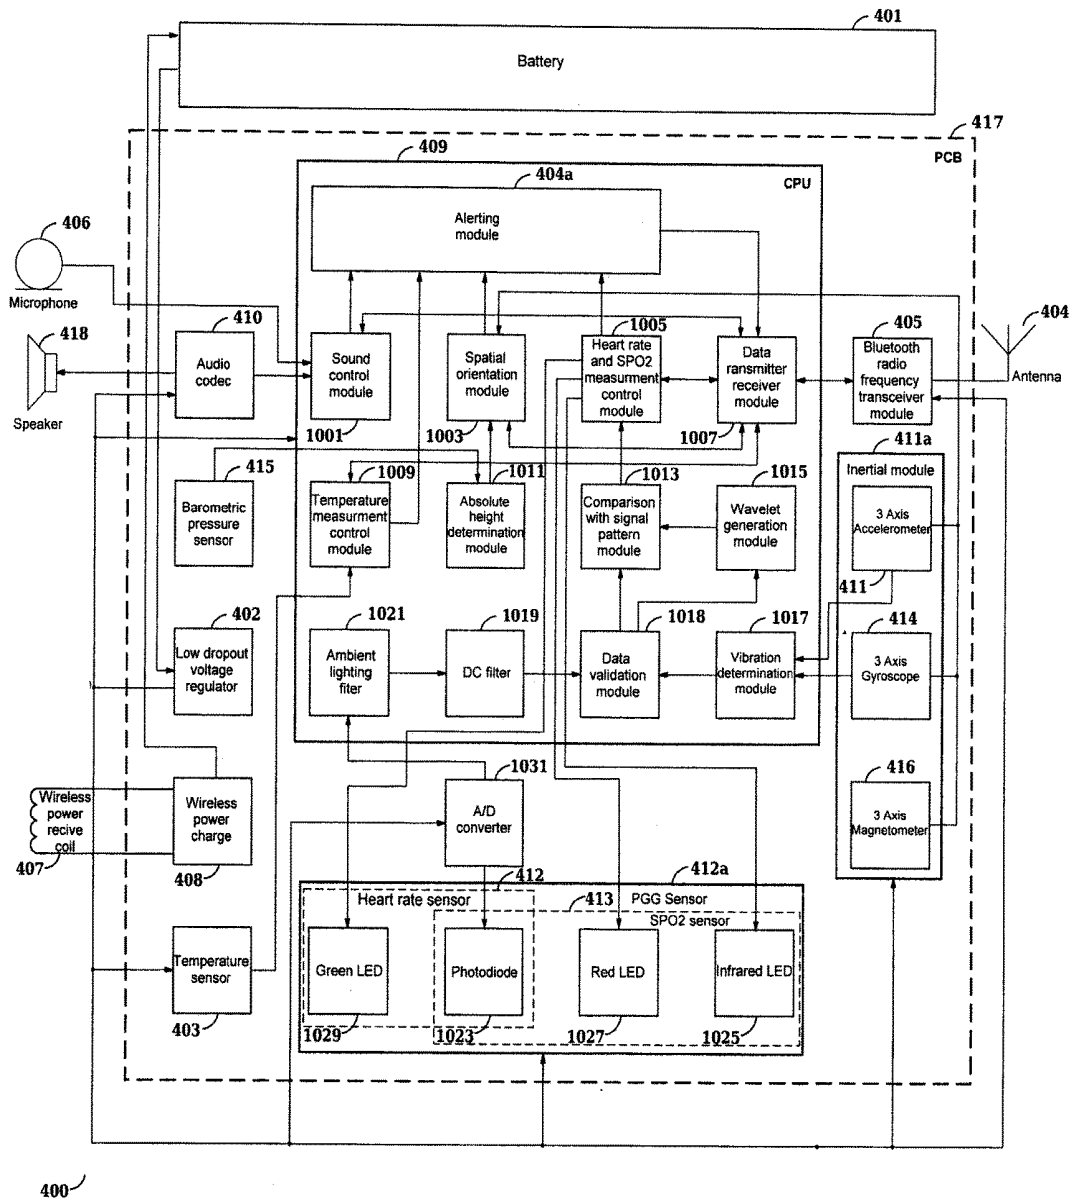 401
Battery
417
PCB
409
CPU
404a
Alerting
module
406
Microphone
418
Speaker
410
Audio
codec
Sound
control
module
1001
Spatial
orientation
module
1003
1005
Heart rate
and SPO2
measurment
control
module
Data
ransmitter
receiver
module
1007
405
Bluetooth
radio
frequency
transceiver
module
404
Antenna
415
Barometric
pressure
sensor
1009
Temperature
measurment
control
module
1011
Absolute
height
determination
module
1013
Comparison
with signal
pattern
module
1015
Wavelet
generation
module
411a
Inertial module
3 Axis
Accelerometer
411
402
Low dropout
voltage
regulator
1021
Ambient
lighting
fiter
1019
DC filter
1018
Data
validation
module
1017
Vibration
determination
module
414
3 Axis
Gyroscope
416
3 Axis
Magnetometer
Wireless
power
recive
coil
407
Wireless
power
charge
408
1031
A/D
converter
412a
PGG Sensor
412
Heart rate sensor
413
SPO2 sensor
Temperature
sensor
403
Green LED
1029
Photodiode
1023
Red LED
1027
Infrared LED
1025
400